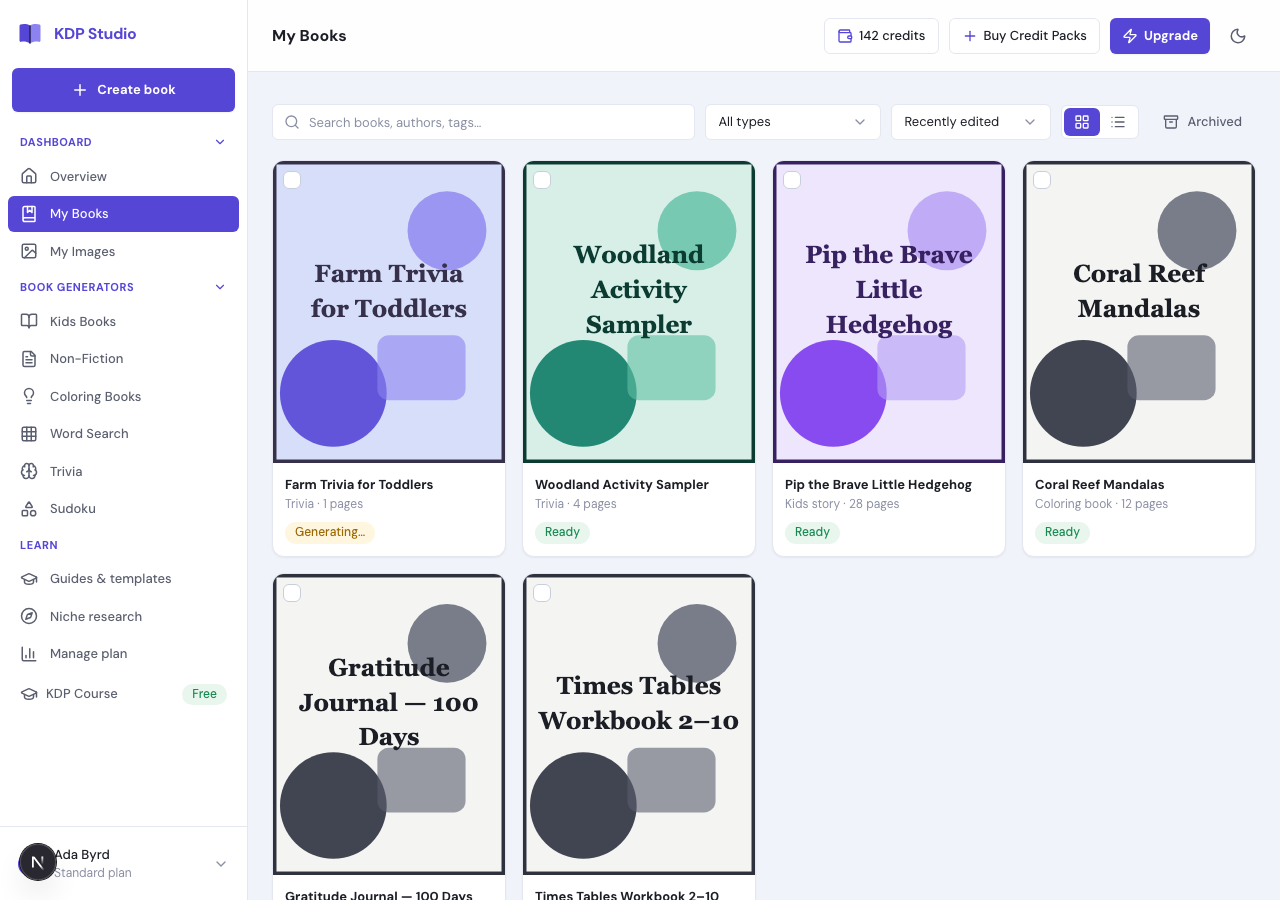 KDP Studio
Create book
DASHBOARD
Overview
My Books
My Images
BOOK GENERATORS
Kids Books
Non-Fiction
Coloring Books
Word Search
Trivia
Sudoku
LEARN
Guides & templates
Niche research
Manage plan
KDP Course
Free
N
Ada Byrd
Standard plan
My Books
142 credits
Buy Credit Packs
Upgrade
Search books, authors, tags...
All types
Recently edited
Archived
Farm Trivia
for Toddlers
Farm Trivia for Toddlers
Trivia · 1 pages
Generating...
Woodland
Activity
Sampler
Woodland Activity Sampler
Trivia · 4 pages
Ready
Pip the Brave
Little
Hedgehog
Pip the Brave Little Hedgehog
Kids story · 28 pages
Ready
Coral Reef
Mandalas
Coral Reef Mandalas
Coloring book · 12 pages
Ready
Gratitude
Journal — 100
Days
Gratitude Journal — 100 Days
Times Tables
Workbook 2–10
Times Tables Workbook 2–10